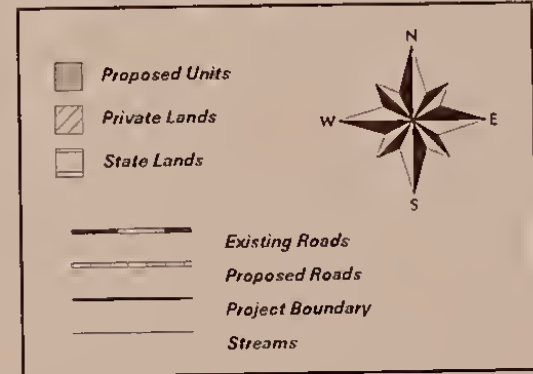 N
Proposed Units
Private Lands
W E
State Lands
S
Existing Roads
Proposed Roads
Project Boundary
Streams